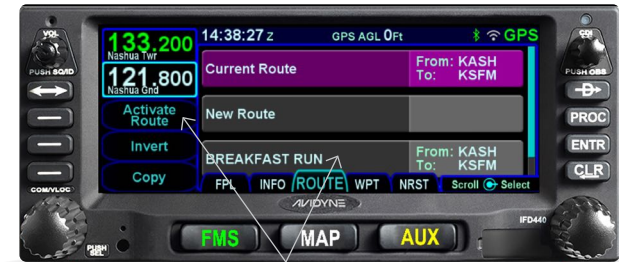 VOL
PUSH SQ/ID
133.200
Nashua Twr
121.800
Nashua Gnd
14:38:27 Z
GPS AGL 0Ft
GPS
CDI
PUSH OBS
Current Route
From: KASH
To: KSFM
Activate
Route
New Route
Invert
BREAKFAST RUN
From: KASH
To: KSFM
Copy
FPL
INFO
ROUTE
WPT
NRST
Scroll
Select
D
PROC
ENTR
CLR
COM/VLOC
AVIDYNE
IFD440
PUSH
SEL
FMS
MAP
AUX